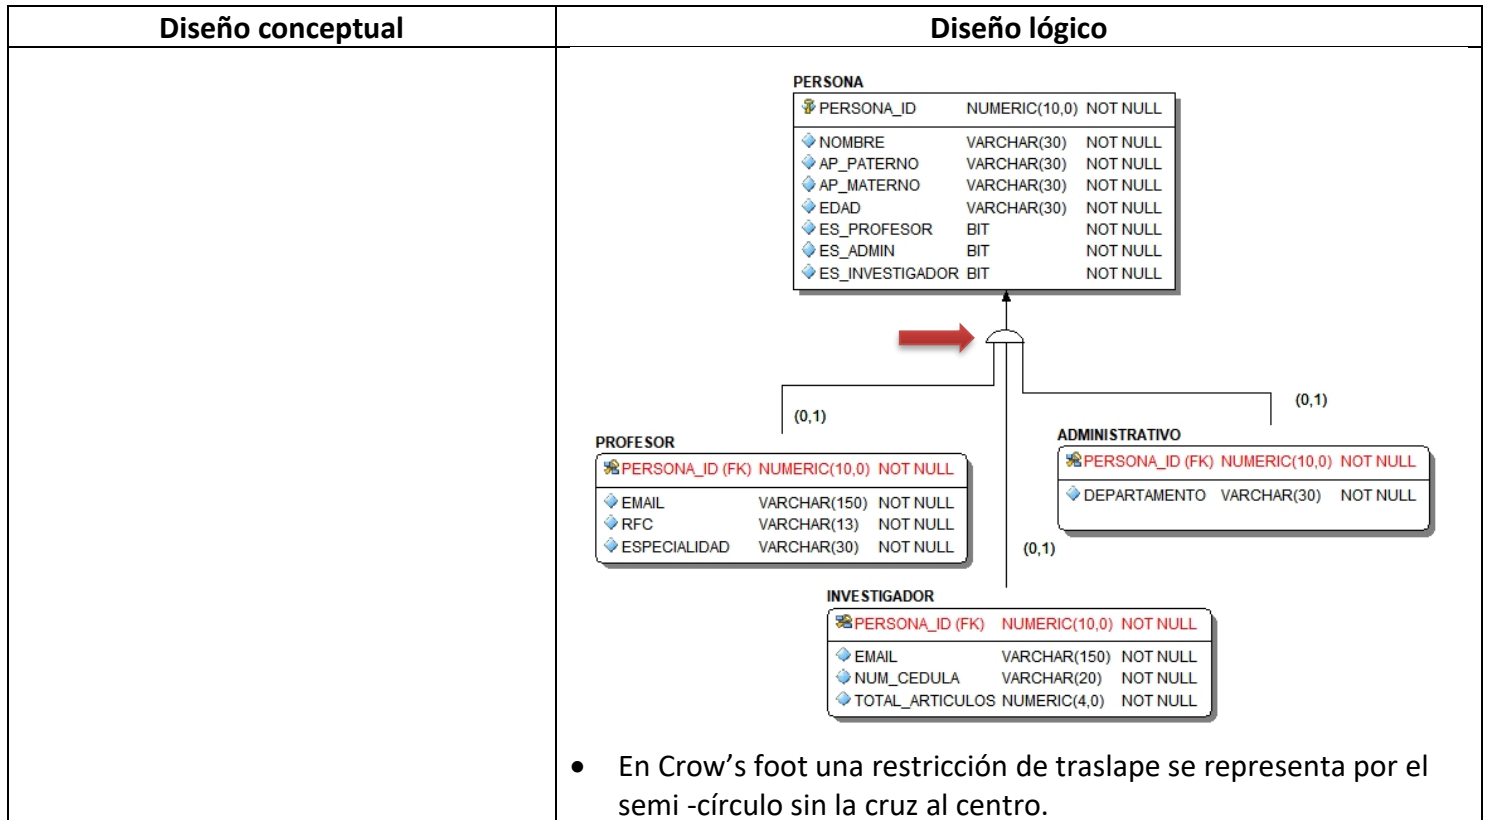 Diseño conceptual
Diseño lógico
PERSONA
PERSONA_ID NUMERIC(10,0) NOT NULL
NOMBRE VARCHAR(30) NOT NULL
AP_PATERNO VARCHAR(30) NOT NULL
AP_MATERNO VARCHAR(30) NOT NULL
EDAD VARCHAR(30) NOT NULL
ES_PROFESOR BIT NOT NULL
ES_ADMIN BIT NOT NULL
ES_INVESTIGADOR BIT NOT NULL
(0,1)
PROFESOR
PERSONA_ID (FK) NUMERIC(10,0) NOT NULL
EMAIL VARCHAR(150) NOT NULL
RFC VARCHAR(13) NOT NULL
ESPECIALIDAD VARCHAR(30) NOT NULL
(0,1)
ADMINISTRATIVO
PERSONA_ID (FK) NUMERIC(10,0) NOT NULL
DEPARTAMENTO VARCHAR(30) NOT NULL
(0,1)
INVESTIGADOR
PERSONA_ID (FK) NUMERIC(10,0) NOT NULL
EMAIL VARCHAR(150) NOT NULL
NUM_CEDULA VARCHAR(20) NOT NULL
TOTAL_ARTICULOS NUMERIC(4,0) NOT NULL
• En Crow’s foot una restricción de traslape se representa por el
semi -círculo sin la cruz al centro.